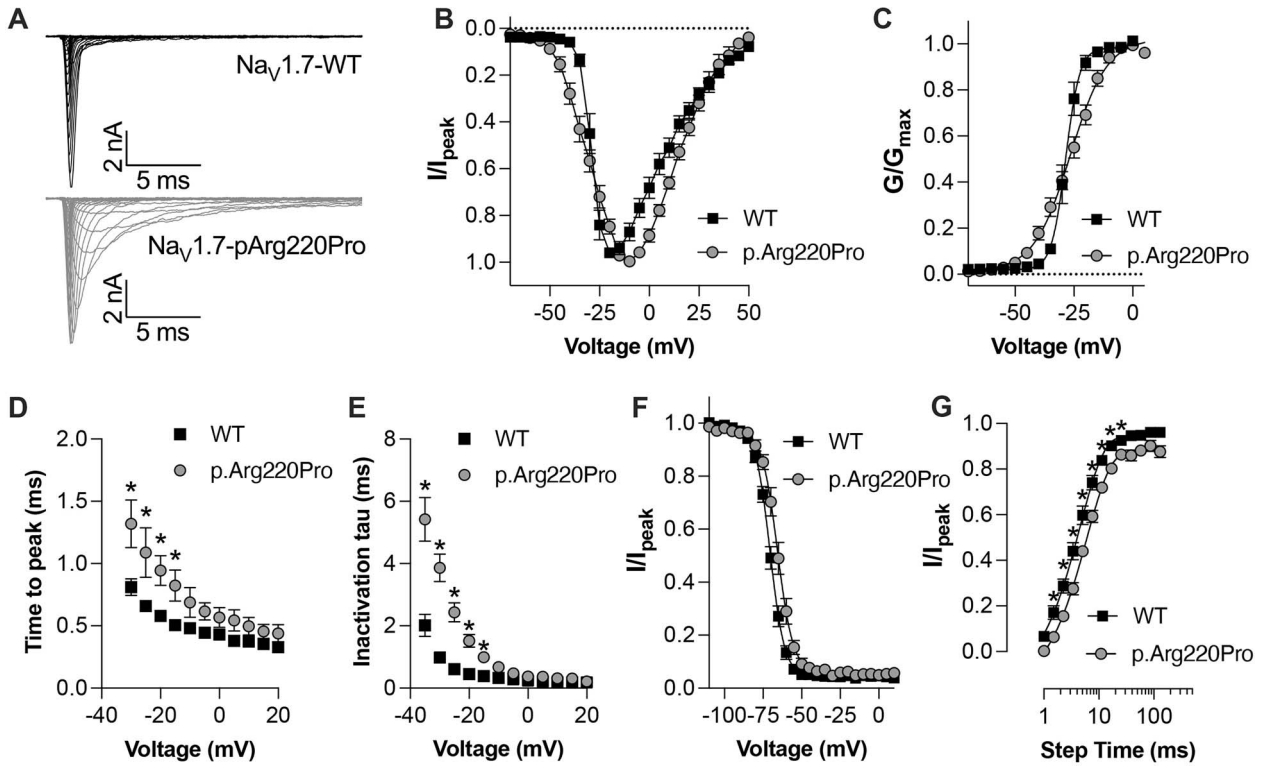 A
NaV1.7-WT
2 nA
5 ms
NaV1.7-pArg220Pro
2 nA
5 ms
B
0.0
0.2
0.4
0.6
0.8
1.0
I/Ipeak
WT
p.Arg220Pro
-50
-25
0
25
50
Voltage (mV)
C
1.0
0.8
0.6
0.4
0.2
0.0
G/Gmax
WT
p.Arg220Pro
-50
-25
0
Voltage (mV)
D
WT
p.Arg220Pro
2.0
1.5
1.0
0.5
0.0
Time to peak (ms)
* * * *
-40
-20
0
20
Voltage (mV)
E
WT
p.Arg220Pro
8
6
4
2
0
Inactivation tau (ms)
* * * * *
-40
-20
0
20
Voltage (mV)
F
1.0
0.8
0.6
0.4
0.2
0.0
I/Ipeak
WT
p.Arg220Pro
-100
-75
-50
-25
0
Voltage (mV)
G
1.0
0.8
0.6
0.4
0.2
0.0
I/Ipeak
* * * * * * * *
WT
p.Arg220Pro
1
10
100
Step Time (ms)